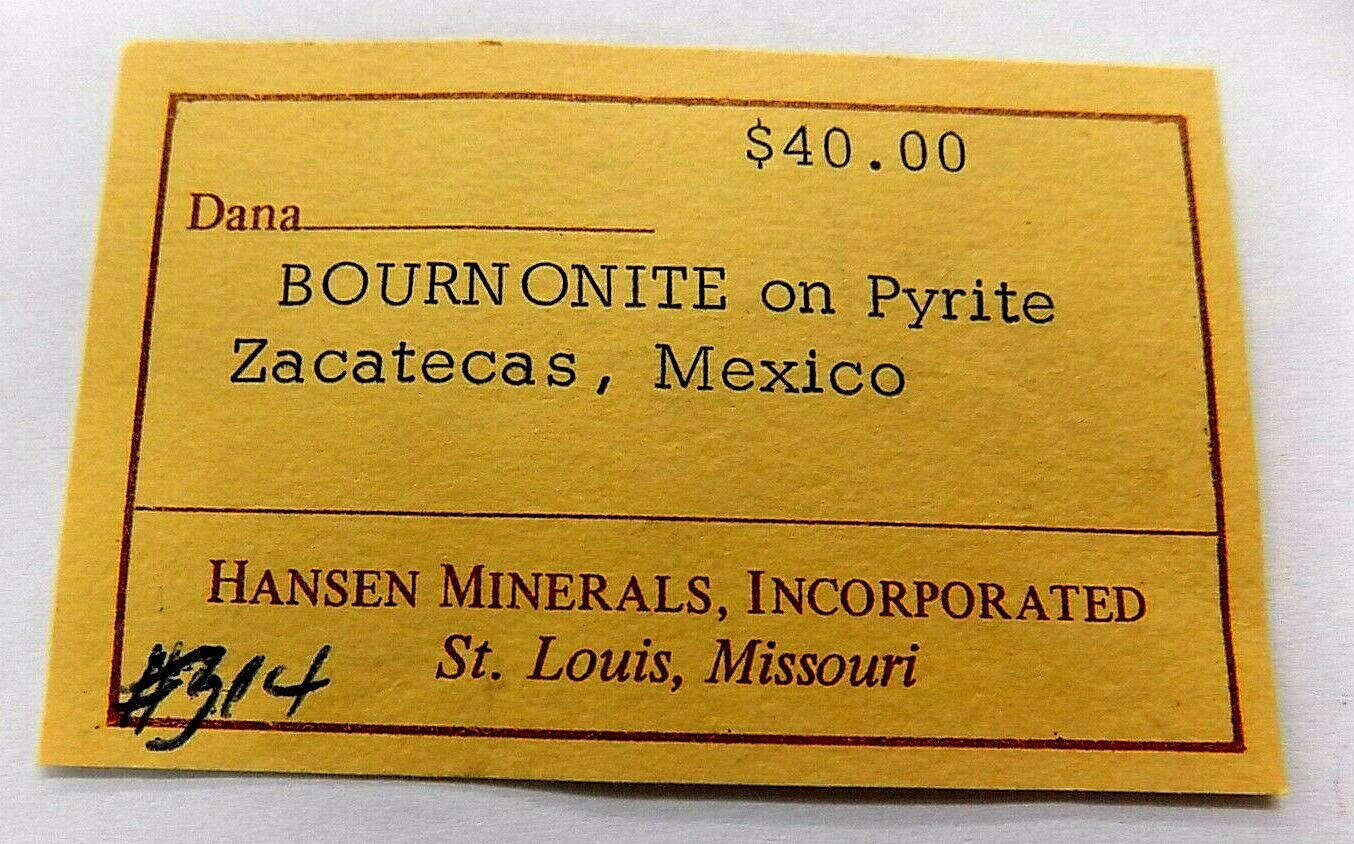 $40.00
Dana
BOURNONITE on Pyrite
Zacatecas, Mexico
HANSEN MINERALS, INCORPORATED
St. Louis, Missouri
#314